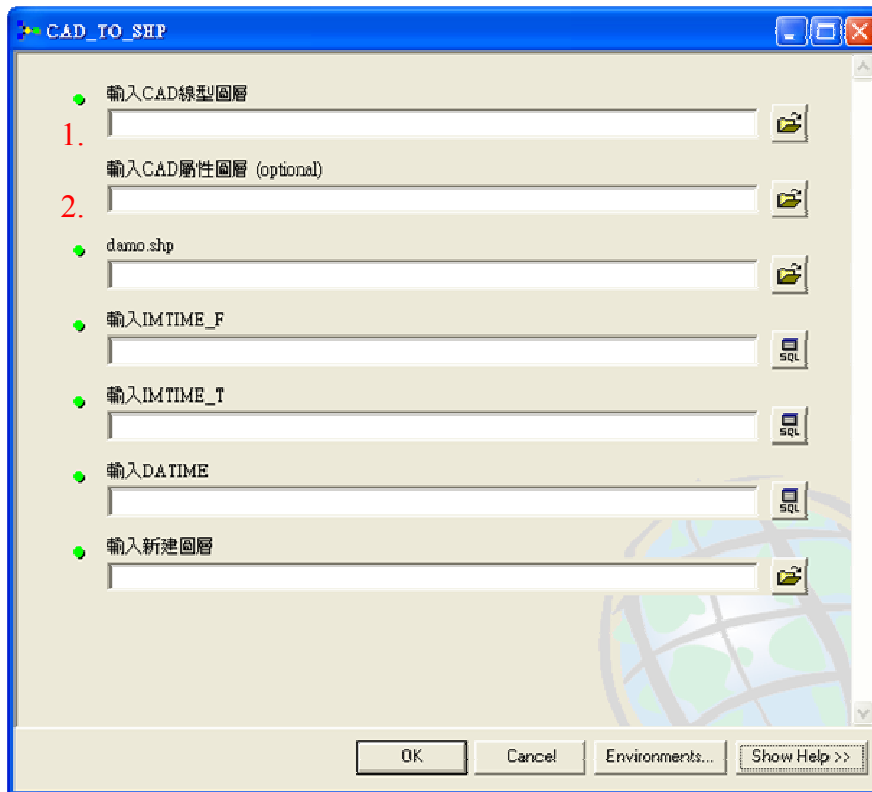 CAD_TO_SHP
輸入CAD線型圖層
1.
輸入CAD屬性圖層 (optional)
2.
damo.shp
輸入IMTIME_F
SQL
輸入IMTIME_T
SQL
輸入DATIME
SQL
輸入新建圖層
OK Cancel Environments... Show Help >>